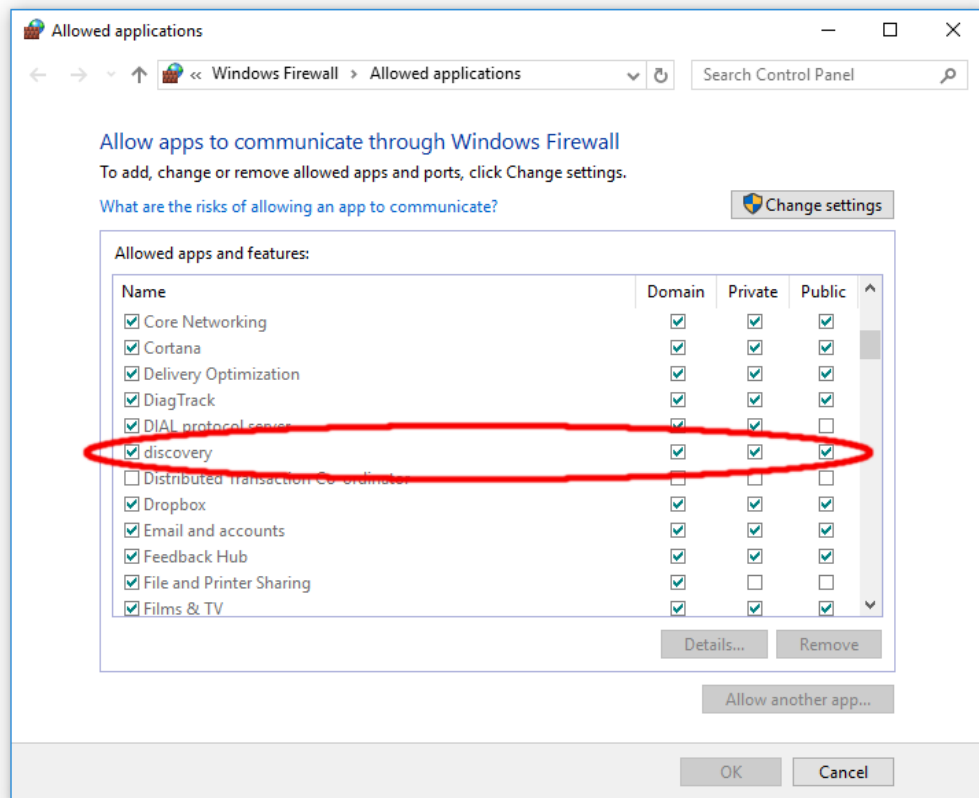 Allowed applications
« Windows Firewall > Allowed applications
Search Control Panel
Allow apps to communicate through Windows Firewall
To add, change or remove allowed apps and ports, click Change settings.
What are the risks of allowing an app to communicate?
Change settings
Allowed apps and features:
Name Domain Private Public
Core Networking
Cortana
Delivery Optimization
DiagTrack
DIAL protocol server
discovery
Distributed Transaction Co-ordinator
Dropbox
Email and accounts
Feedback Hub
File and Printer Sharing
Films & TV
Details... Remove
Allow another app...
OK Cancel